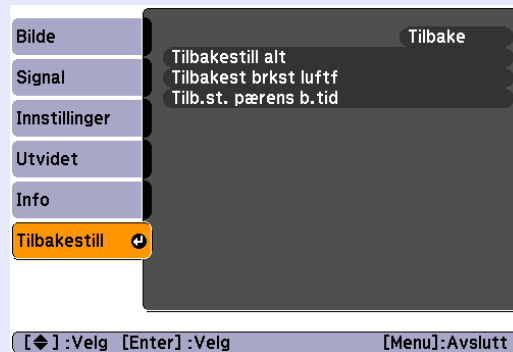 Bilde
Signal
Innstillinger
Utvidet
Info
Tilbakestill
Tilbake
Tilbakestill alt
Tilbakest brkst luftf
Tilb.st. pærens b.tid
[◆] :Velg [Enter] :Velg [Menu]:Avslutt